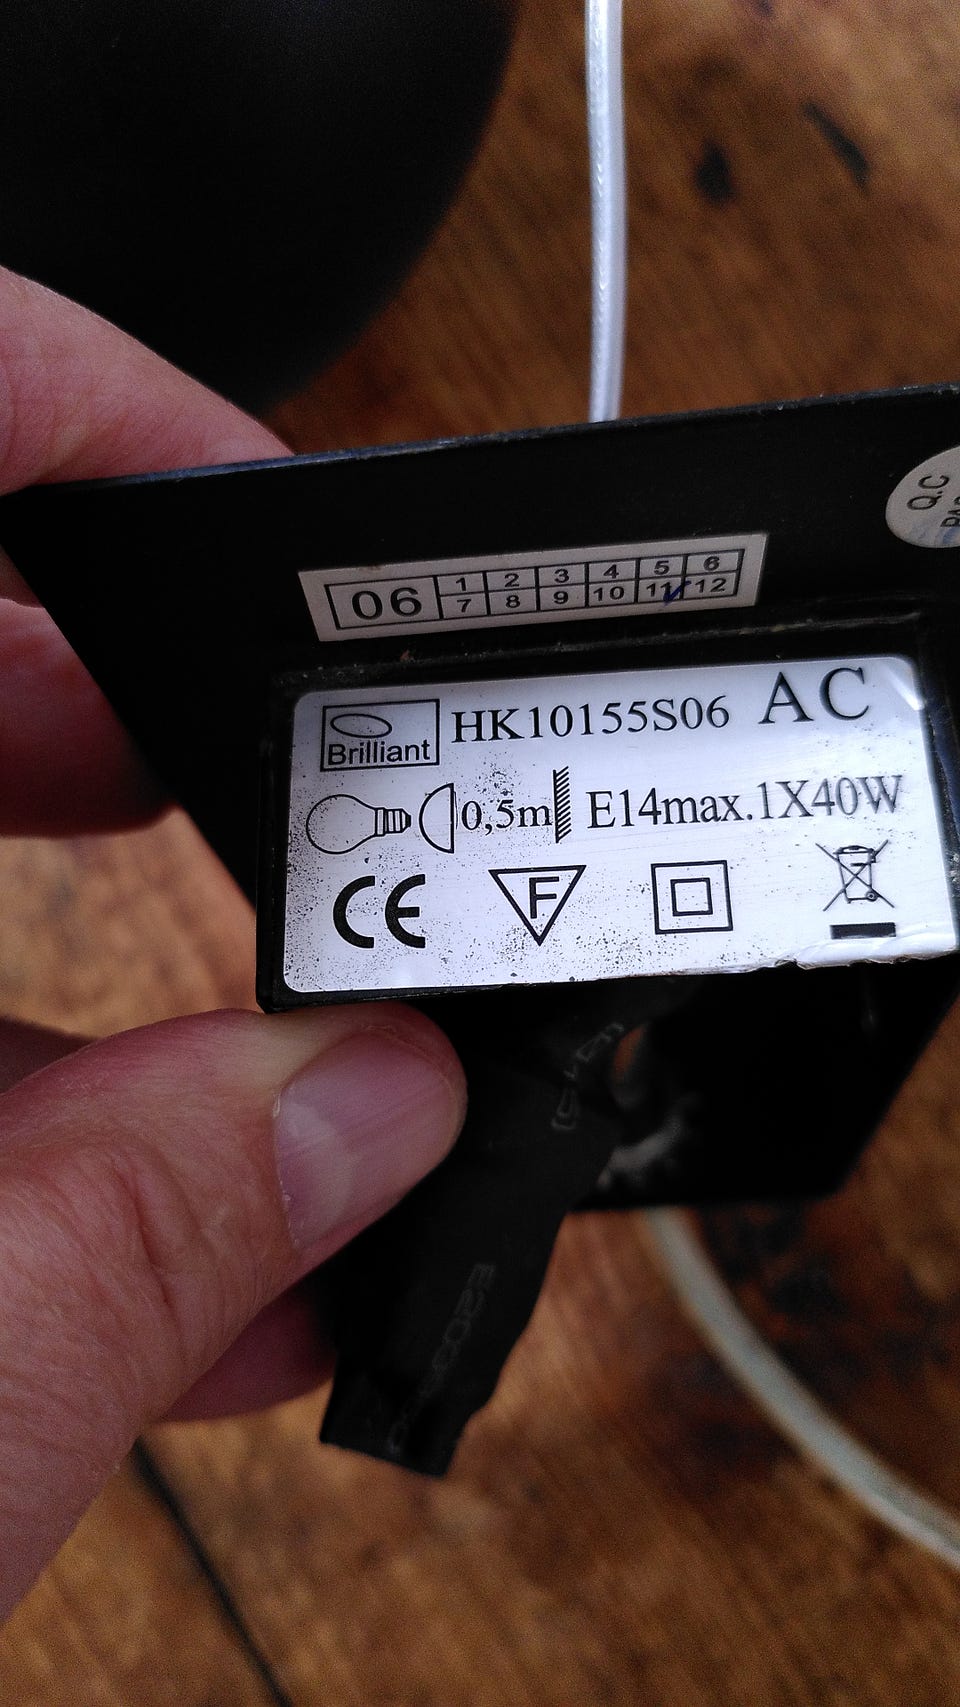 Q.C
06 1 2 3 4 5 6
7 8 9 10 11 12
Brilliant HK10155S06 AC
0,5m E14max.1X40W
CE F